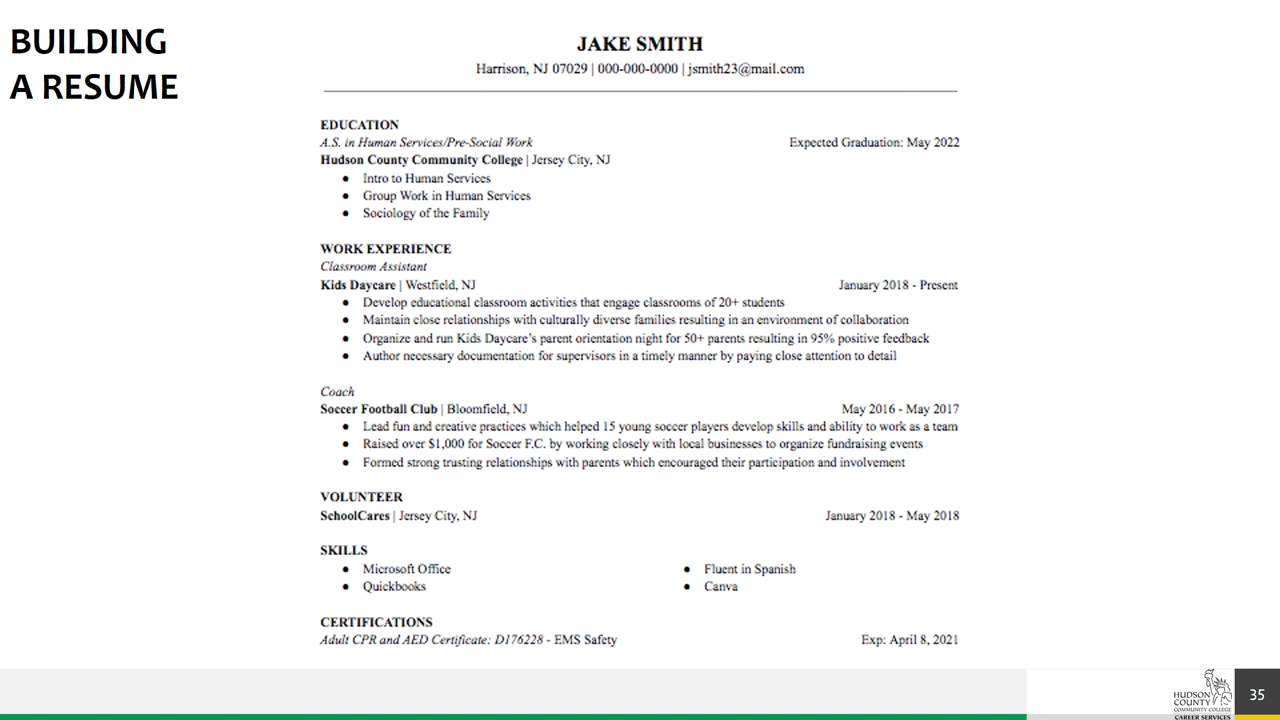 BUILDING
A RESUME
JAKE SMITH
Harrison, NJ 07029 | 000-000-0000 | jsmith23@mail.com
EDUCATION
A.S. in Human Services/Pre-Social Work Expected Graduation: May 2022
Hudson County Community College | Jersey City, NJ
• Intro to Human Services
• Group Work in Human Services
• Sociology of the Family
WORK EXPERIENCE
Classroom Assistant
Kids Daycare | Westfield, NJ January 2018 - Present
• Develop educational classroom activities that engage classrooms of 20+ students
• Maintain close relationships with culturally diverse families resulting in an environment of collaboration
• Organize and run Kids Daycare's parent orientation night for 50+ parents resulting in 95% positive feedback
• Author necessary documentation for supervisors in a timely manner by paying close attention to detail
Coach
Soccer Football Club | Bloomfield, NJ May 2016 - May 2017
• Lead fun and creative practices which helped 15 young soccer players develop skills and ability to work as a team
• Raised over $1,000 for Soccer F.C. by working closely with local businesses to organize fundraising events
• Formed strong trusting relationships with parents which encouraged their participation and involvement
VOLUNTEER
SchoolCares | Jersey City, NJ January 2018 - May 2018
SKILLS
• Microsoft Office • Fluent in Spanish
• Quickbooks • Canva
CERTIFICATIONS
Adult CPR and AED Certificate: D176228 - EMS Safety Exp: April 8, 2021
HUDSON
COUNTY
COMMUNITY COLLEGE
CAREER SERVICES
35